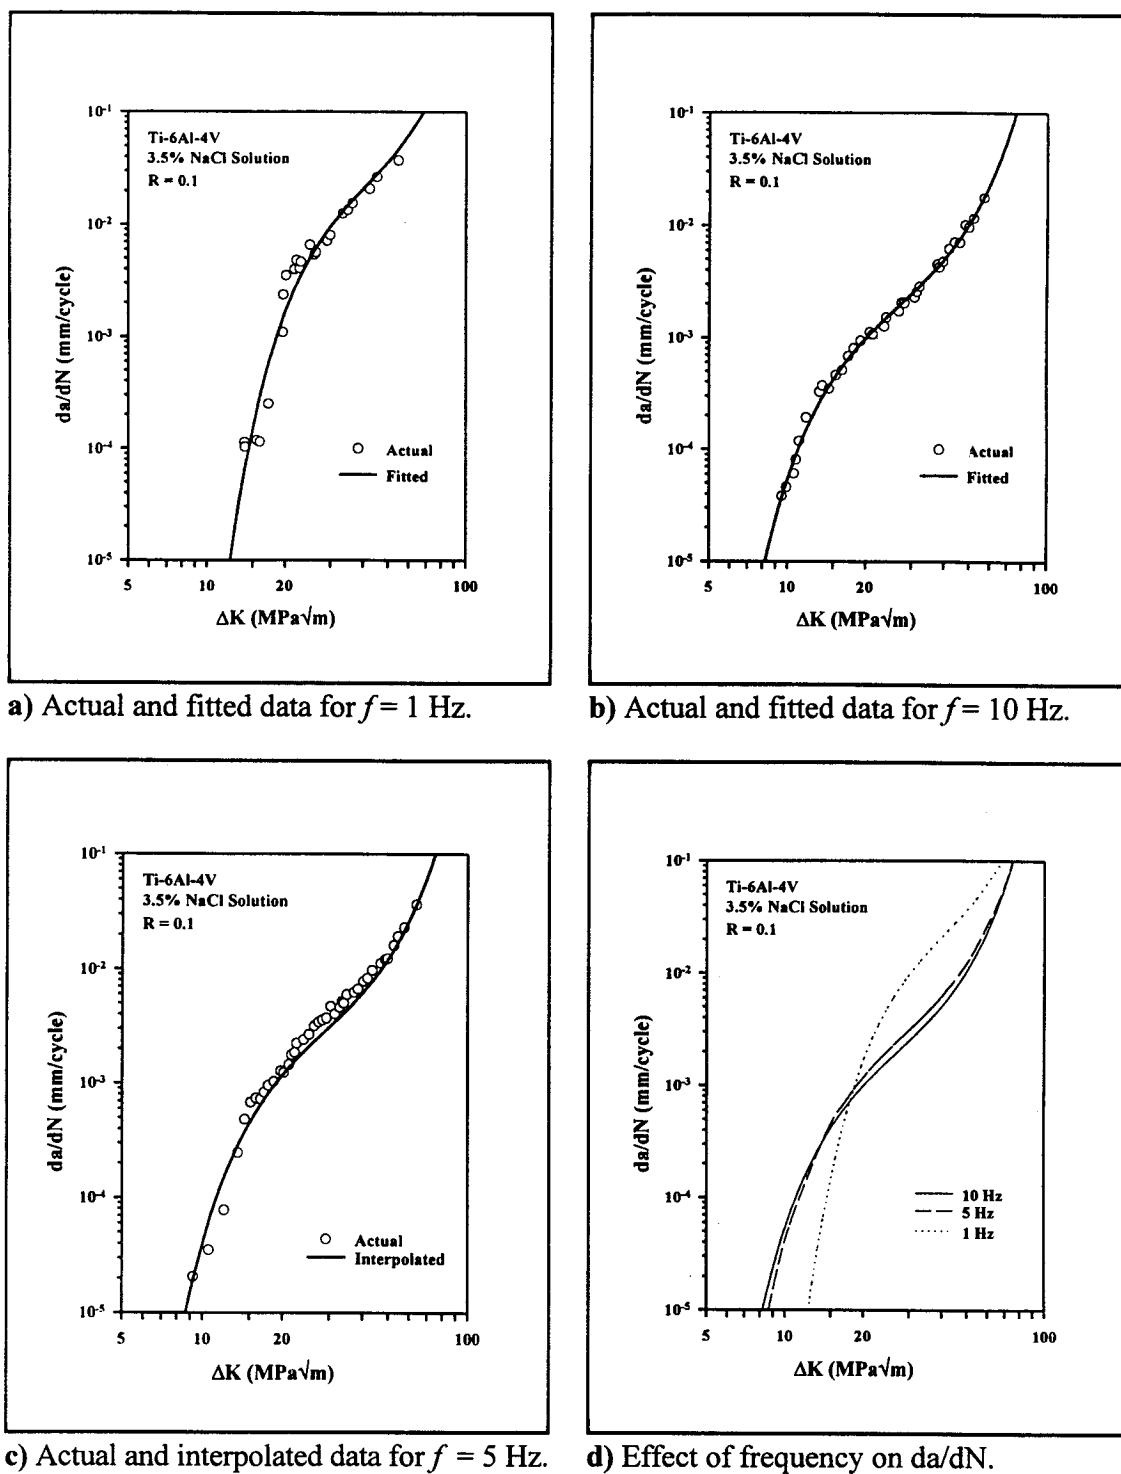 10⁻¹
Ti-6Al-4V
3.5% NaCl Solution
R = 0.1
10⁻²
da/dN (mm/cycle)
10⁻³
10⁻⁴
Actual
Fitted
10⁻⁵
5 10 20 100
ΔK (MPa√m)
a) Actual and fitted data for f = 1 Hz.
10⁻¹
Ti-6Al-4V
3.5% NaCl Solution
R = 0.1
10⁻²
da/dN (mm/cycle)
10⁻³
10⁻⁴
Actual
Fitted
10⁻⁵
5 10 20 100
ΔK (MPa√m)
b) Actual and fitted data for f = 10 Hz.
10⁻¹
Ti-6Al-4V
3.5% NaCl Solution
R = 0.1
10⁻²
da/dN (mm/cycle)
10⁻³
10⁻⁴
Actual
Interpolated
10⁻⁵
5 10 20 100
ΔK (MPa√m)
c) Actual and interpolated data for f = 5 Hz.
10⁻¹
Ti-6Al-4V
3.5% NaCl Solution
R = 0.1
10⁻²
da/dN (mm/cycle)
10⁻³
10⁻⁴
10 Hz
5 Hz
1 Hz
10⁻⁵
5 10 20 100
ΔK (MPa√m)
d) Effect of frequency on da/dN.